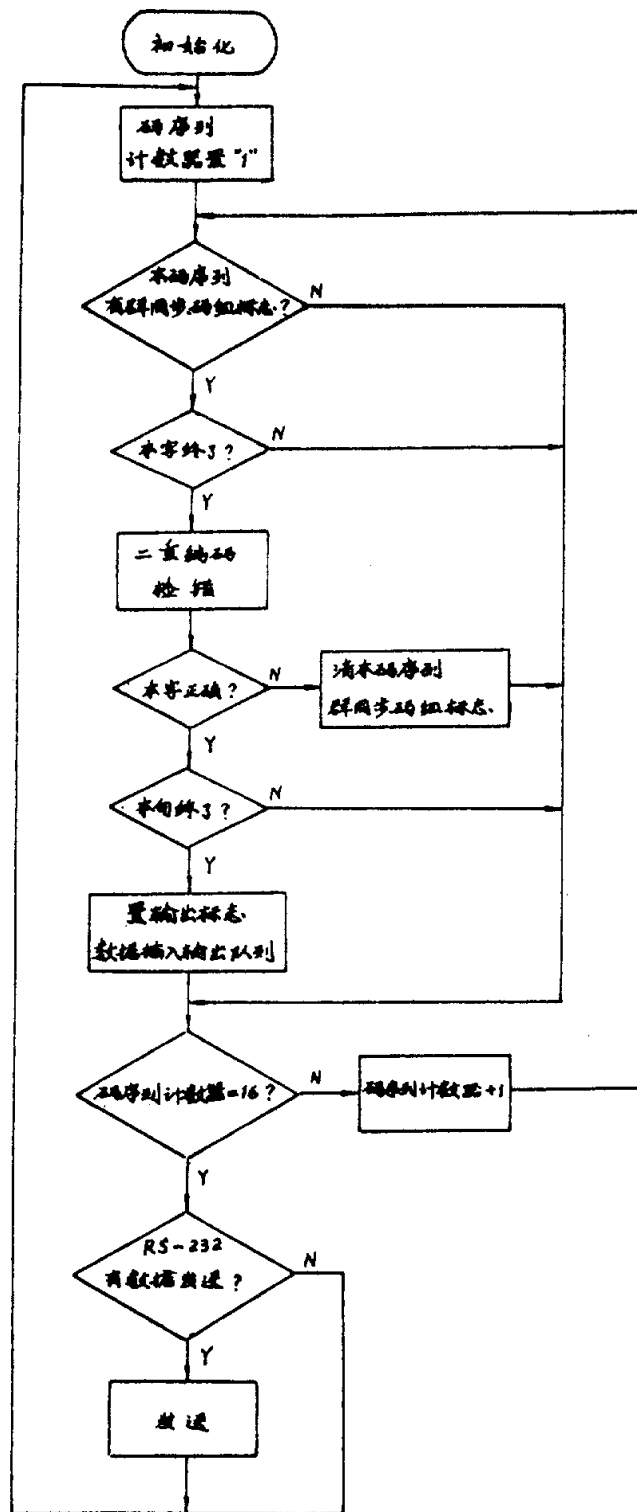 初始化
码序列
计数器置"1"
本码序列
有群同步码组标志?
N
Y
本字终了?
N
Y
二重编码
检错
本字正确?
N
清本码序列
群同步码组标志.
Y
本句终了?
N
Y
置输出标志.
数据插入输出队列
码序列计数器=16?
N
码序列计数器+1
Y
RS-232
有数据发送?
N
Y
发送